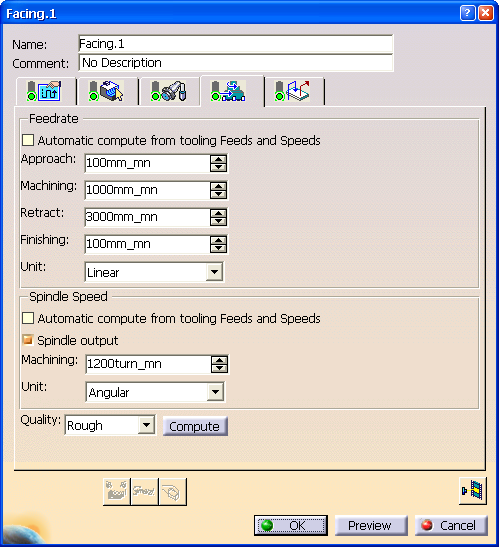 Facing.1
Name: Facing.1
Comment: No Description
Feedrate
Automatic compute from tooling Feeds and Speeds
Approach: 100mm_mn
Machining: 1000mm_mn
Retract: 3000mm_mn
Finishing: 100mm_mn
Unit: Linear
Spindle Speed
Automatic compute from tooling Feeds and Speeds
Spindle output
Machining: 1200turn_mn
Unit: Angular
Quality: Rough Compute
OK Preview Cancel